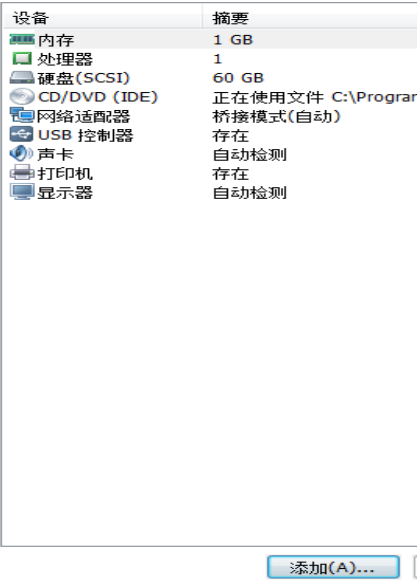 设备 摘要
内存 1 GB
处理器 1
硬盘(SCSI) 60 GB
CD/DVD (IDE) 正在使用文件 C:\Program
网络适配器 桥接模式(自动)
USB 控制器 存在
声卡 自动检测
打印机 存在
显示器 自动检测
添加(A)...